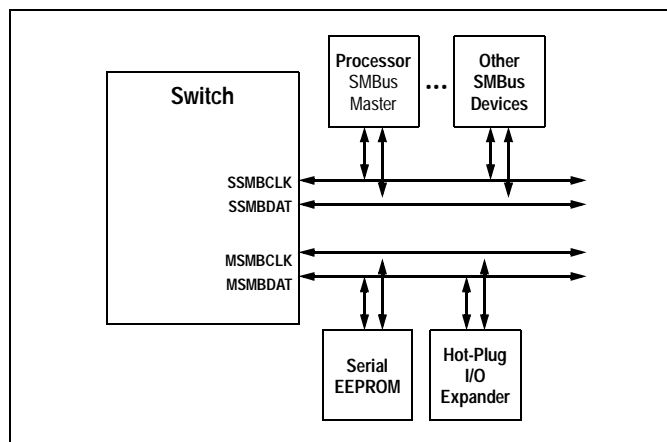 Processor
SMBus
Master
...
Other
SMBus
Devices
Switch
SSMBCLK
SSMBDAT
MSMBCLK
MSMBDAT
Serial
EEPROM
Hot-Plug
I/O
Expander